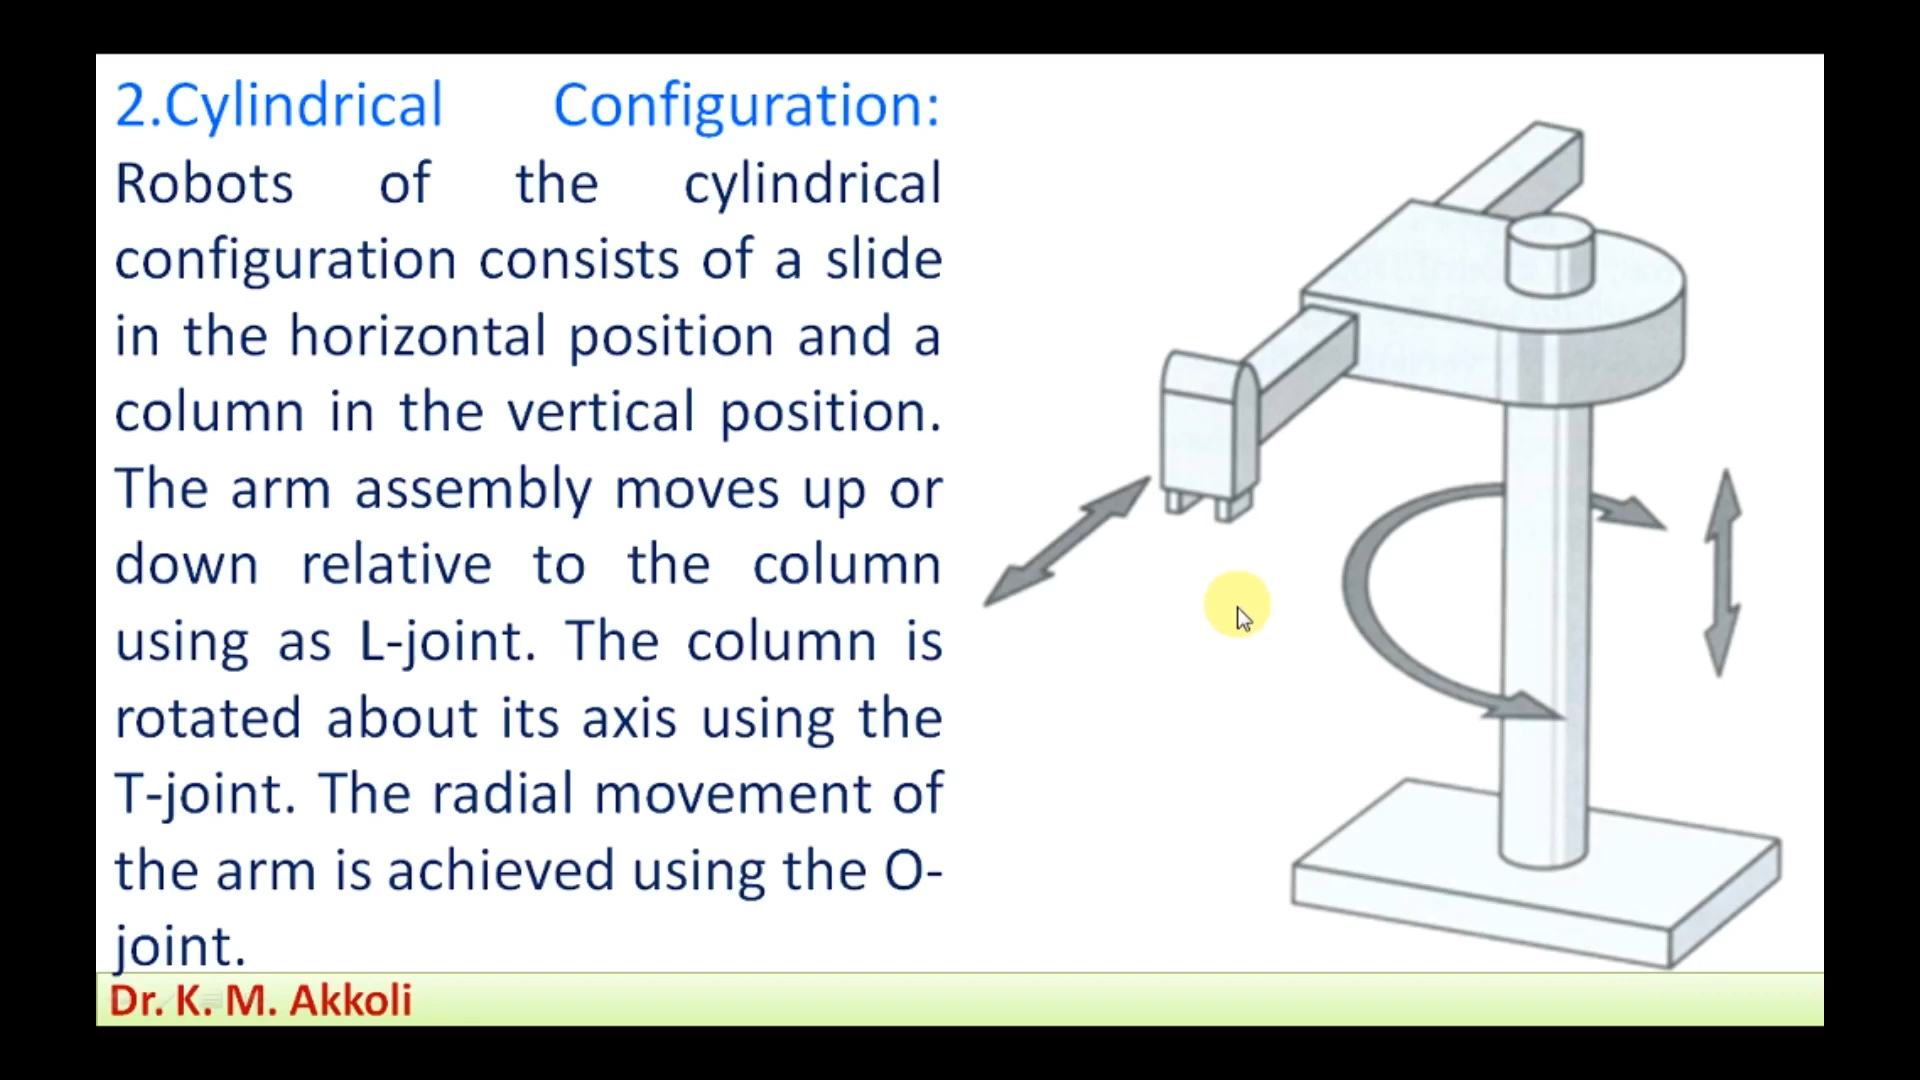 2.Cylindrical Configuration:
Robots of the cylindrical
configuration consists of a slide
in the horizontal position and a
column in the vertical position.
The arm assembly moves up or
down relative to the column
using as L-joint. The column is
rotated about its axis using the
T-joint. The radial movement of
the arm is achieved using the O-
joint.
Dr. K. M. Akkoli